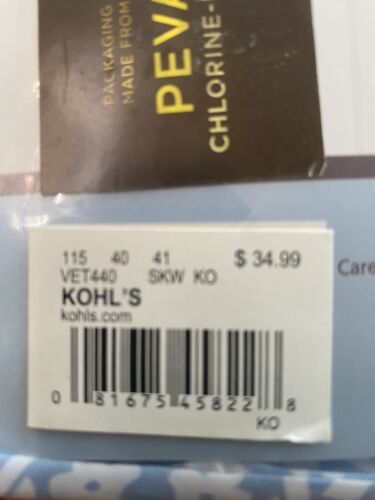 PACKAGING
MADE FROM
PEVA
CHLORINE-
115 40 41 $ 34.99
VET440 SKW KO
KOHL'S
kohls.com
Care
0 81675 45822 8
KO